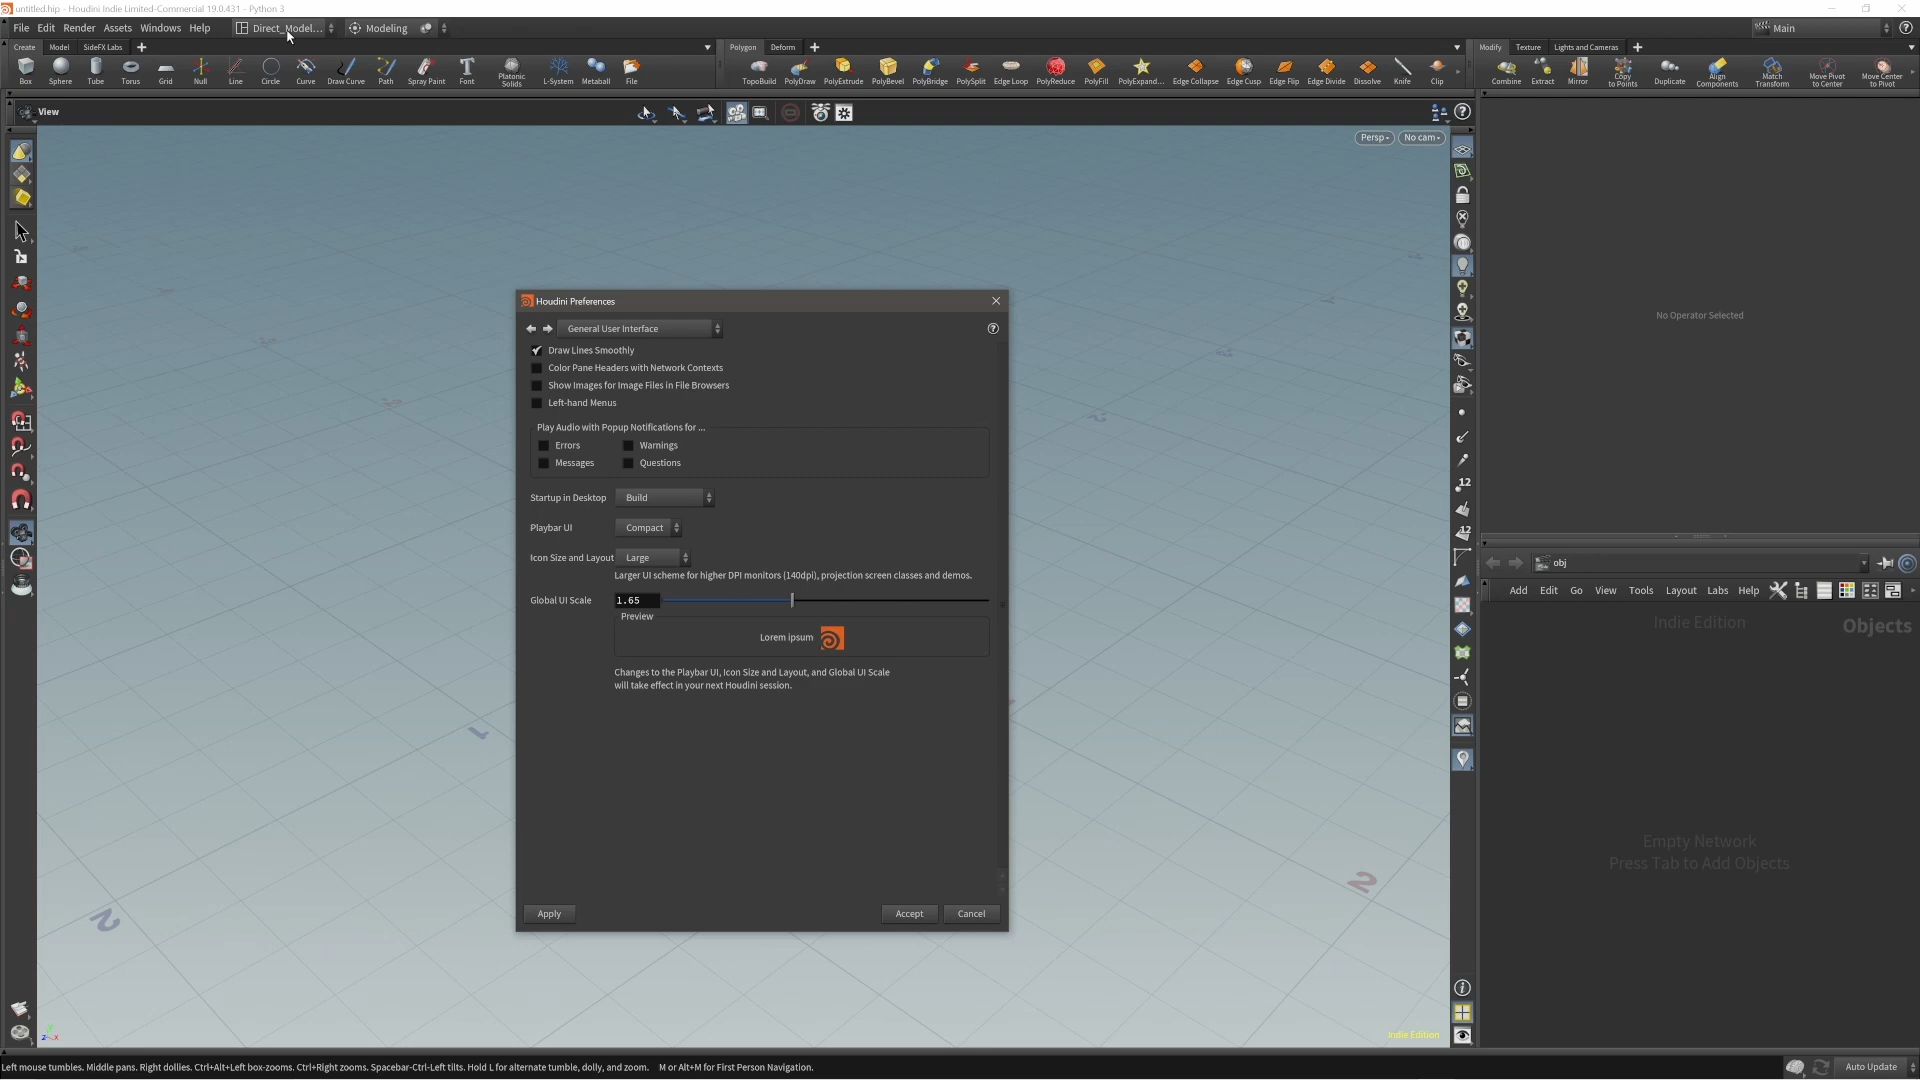 untitled.hip - Houdini Indie Limited-Commercial 19.0.431 - Python 3
File Edit Render Assets Windows Help Direct_Model... Modeling Main
Create Model SideFX Labs
Polygon Deform
Modify Texture Lights and Cameras
Box Sphere Tube Torus Grid Null Line Circle Curve Draw Curve Path Spray Paint Font Platonic Solids L-System Metaball File
TopoBuild PolyDraw PolyExtrude PolyBevel PolyBridge PolySplit Edge Loop PolyReduce PolyFill PolyExpand... Edge Collapse Edge Cusp Edge Flip Edge Divide Dissolve Knife Clip
Combine Extract Mirror Copy to Points Duplicate Align Components Match Transform Move Pivot to Center Move Center to Pivot
View
Persp No cam
Houdini Preferences
General User Interface
Draw Lines Smoothly
Color Pane Headers with Network Contexts
Show Images for Image Files in File Browsers
Left-hand Menus
Play Audio with Popup Notifications for ...
Errors Warnings
Messages Questions
Startup in Desktop Build
Playbar UI Compact
Icon Size and Layout Large
Larger UI scheme for higher DPI monitors (140dpi), projection screen classes and demos.
Global UI Scale 1.65
Preview
Lorem ipsum
Changes to the Playbar UI, Icon Size and Layout, and Global UI Scale
will take effect in your next Houdini session.
Apply Accept Cancel
No Operator Selected
obj
Add Edit Go View Tools Layout Labs Help
Indie Edition Objects
Empty Network
Press Tab to Add Objects
12
12
1
2
2
Indie Edition
Left mouse tumbles. Middle pans. Right dollies. Ctrl+Alt+Left box-zooms. Ctrl+Right zooms. Spacebar-Ctrl-Left tilts. Hold L for alternate tumble, dolly, and zoom. M or Alt+M for First Person Navigation.
Auto Update